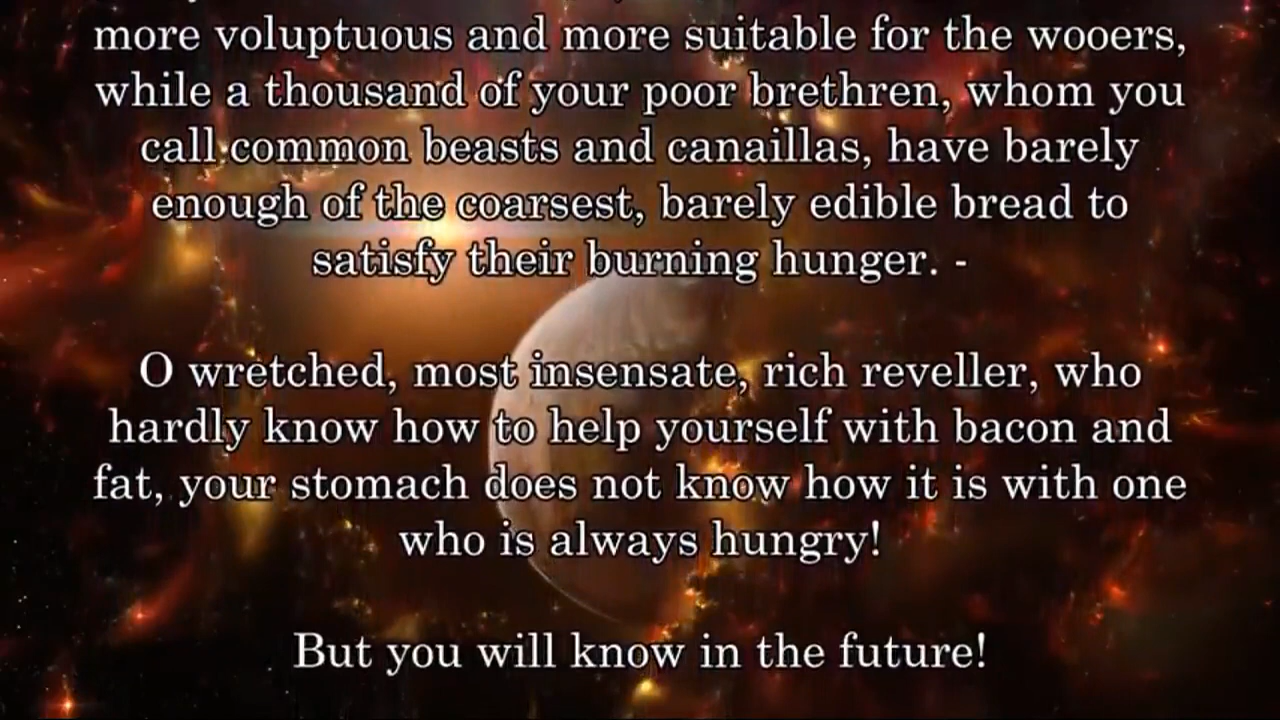 more voluptuous and more suitable for the wooers,
while a thousand of your poor brethren, whom you
call common beasts and canaillas, have barely
enough of the coarsest, barely edible bread to
satisfy their burning hunger. -
O wretched, most insensate, rich reveller, who
hardly know how to help yourself with bacon and
fat, your stomach does not know how it is with one
who is always hungry!
But you will know in the future!